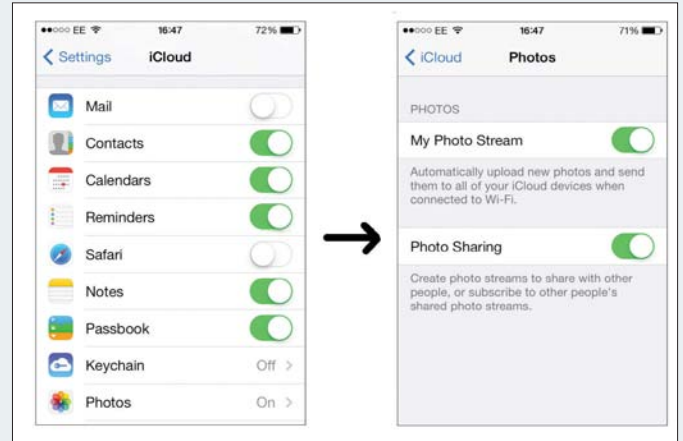 EE 16:47 72%
Settings iCloud
Mail
Contacts
Calendars
Reminders
Safari
Notes
Passbook
Keychain Off
Photos On
EE 16:47 71%
iCloud Photos
PHOTOS
My Photo Stream
Automatically upload new photos and send
them to all of your iCloud devices when
connected to Wi-Fi.
Photo Sharing
Create photo streams to share with other
people, or subscribe to other people's
shared photo streams.